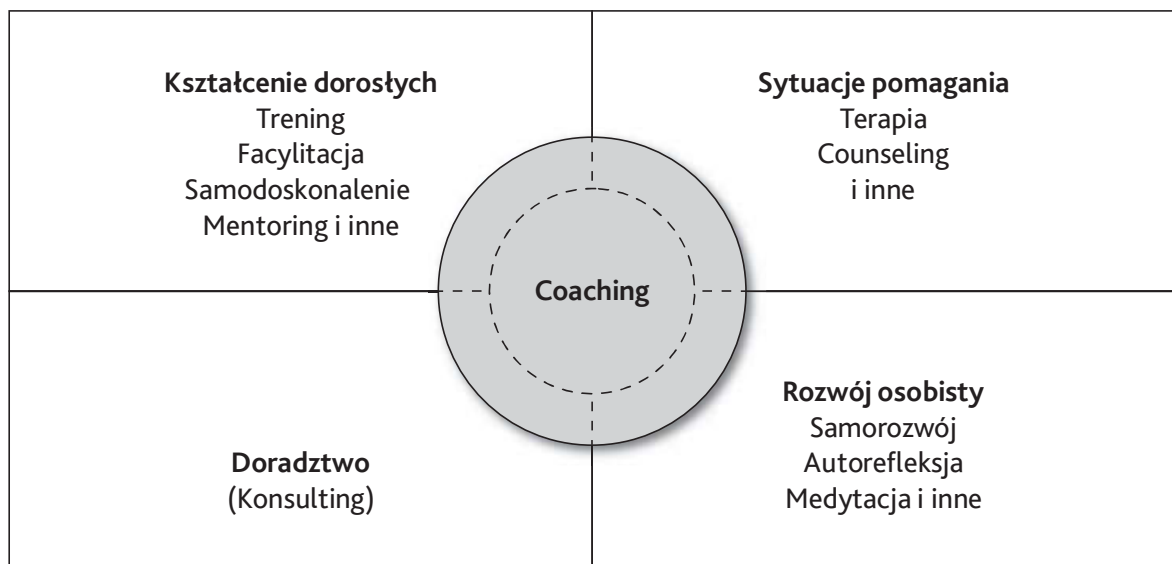 Kształcenie dorosłych
Trening
Facylitacja
Samodoskonalenie
Mentoring i inne
Sytuacje pomagania
Terapia
Counseling
i inne
Coaching
Doradztwo
(Konsulting)
Rozwój osobisty
Samorozwój
Autorefleksja
Medytacja i inne